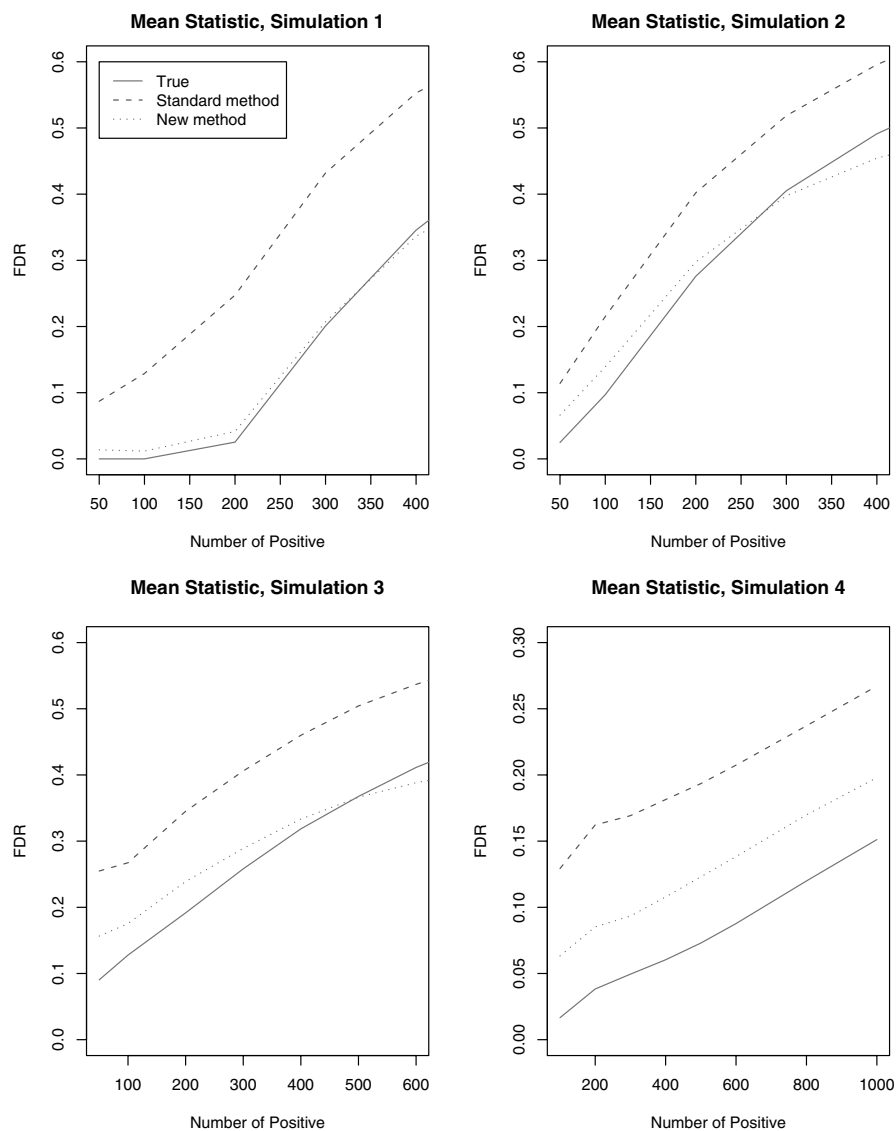 Mean Statistic, Simulation 1
True
Standard method
New method
FDR
0.0
0.1
0.2
0.3
0.4
0.5
0.6
50 100 150 200 250 300 350 400
Number of Positive
Mean Statistic, Simulation 2
FDR
0.0
0.1
0.2
0.3
0.4
0.5
0.6
50 100 150 200 250 300 350 400
Number of Positive
Mean Statistic, Simulation 3
FDR
0.0
0.1
0.2
0.3
0.4
0.5
0.6
100 200 300 400 500 600
Number of Positive
Mean Statistic, Simulation 4
FDR
0.00
0.05
0.10
0.15
0.20
0.25
0.30
200 400 600 800 1000
Number of Positive